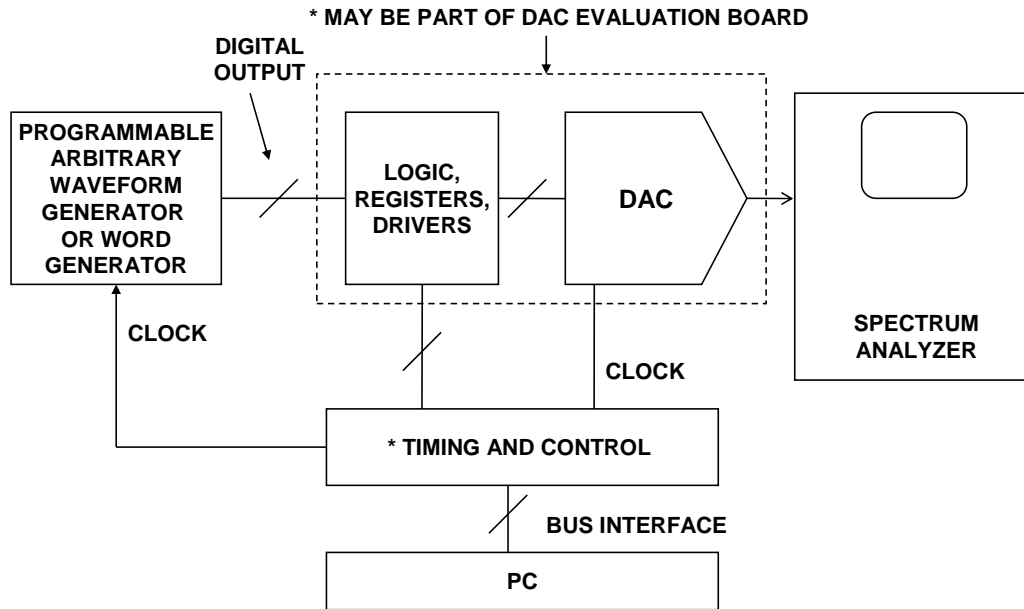 * MAY BE PART OF DAC EVALUATION BOARD
DIGITAL
OUTPUT
PROGRAMMABLE
ARBITRARY
WAVEFORM
GENERATOR
OR WORD
GENERATOR
LOGIC,
REGISTERS,
DRIVERS
DAC
SPECTRUM
ANALYZER
CLOCK
CLOCK
* TIMING AND CONTROL
BUS INTERFACE
PC